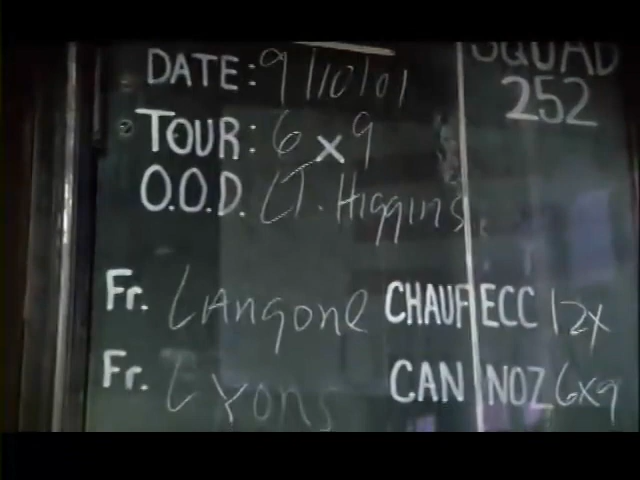 DATE: 9/10/01
SQUAD
252
TOUR: 6x9
O.O.D. LT. Higgins
Fr. LAngone CHAUF ECC 12x
Fr. Lyons CAN NOZ 6x9